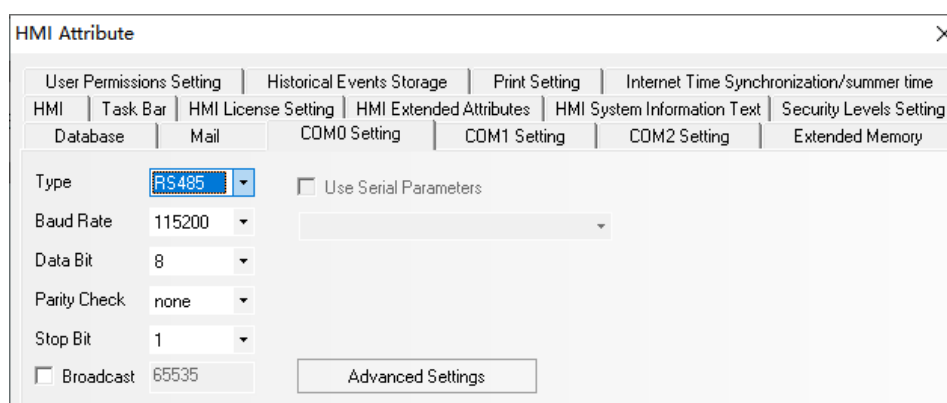 HMI Attribute
User Permissions Setting Historical Events Storage Print Setting Internet Time Synchronization/summer time
HMI Task Bar HMI License Setting HMI Extended Attributes HMI System Information Text Security Levels Setting
Database Mail COM0 Setting COM1 Setting COM2 Setting Extended Memory
Type RS485 Use Serial Parameters
Baud Rate 115200
Data Bit 8
Parity Check none
Stop Bit 1
Broadcast 65535 Advanced Settings